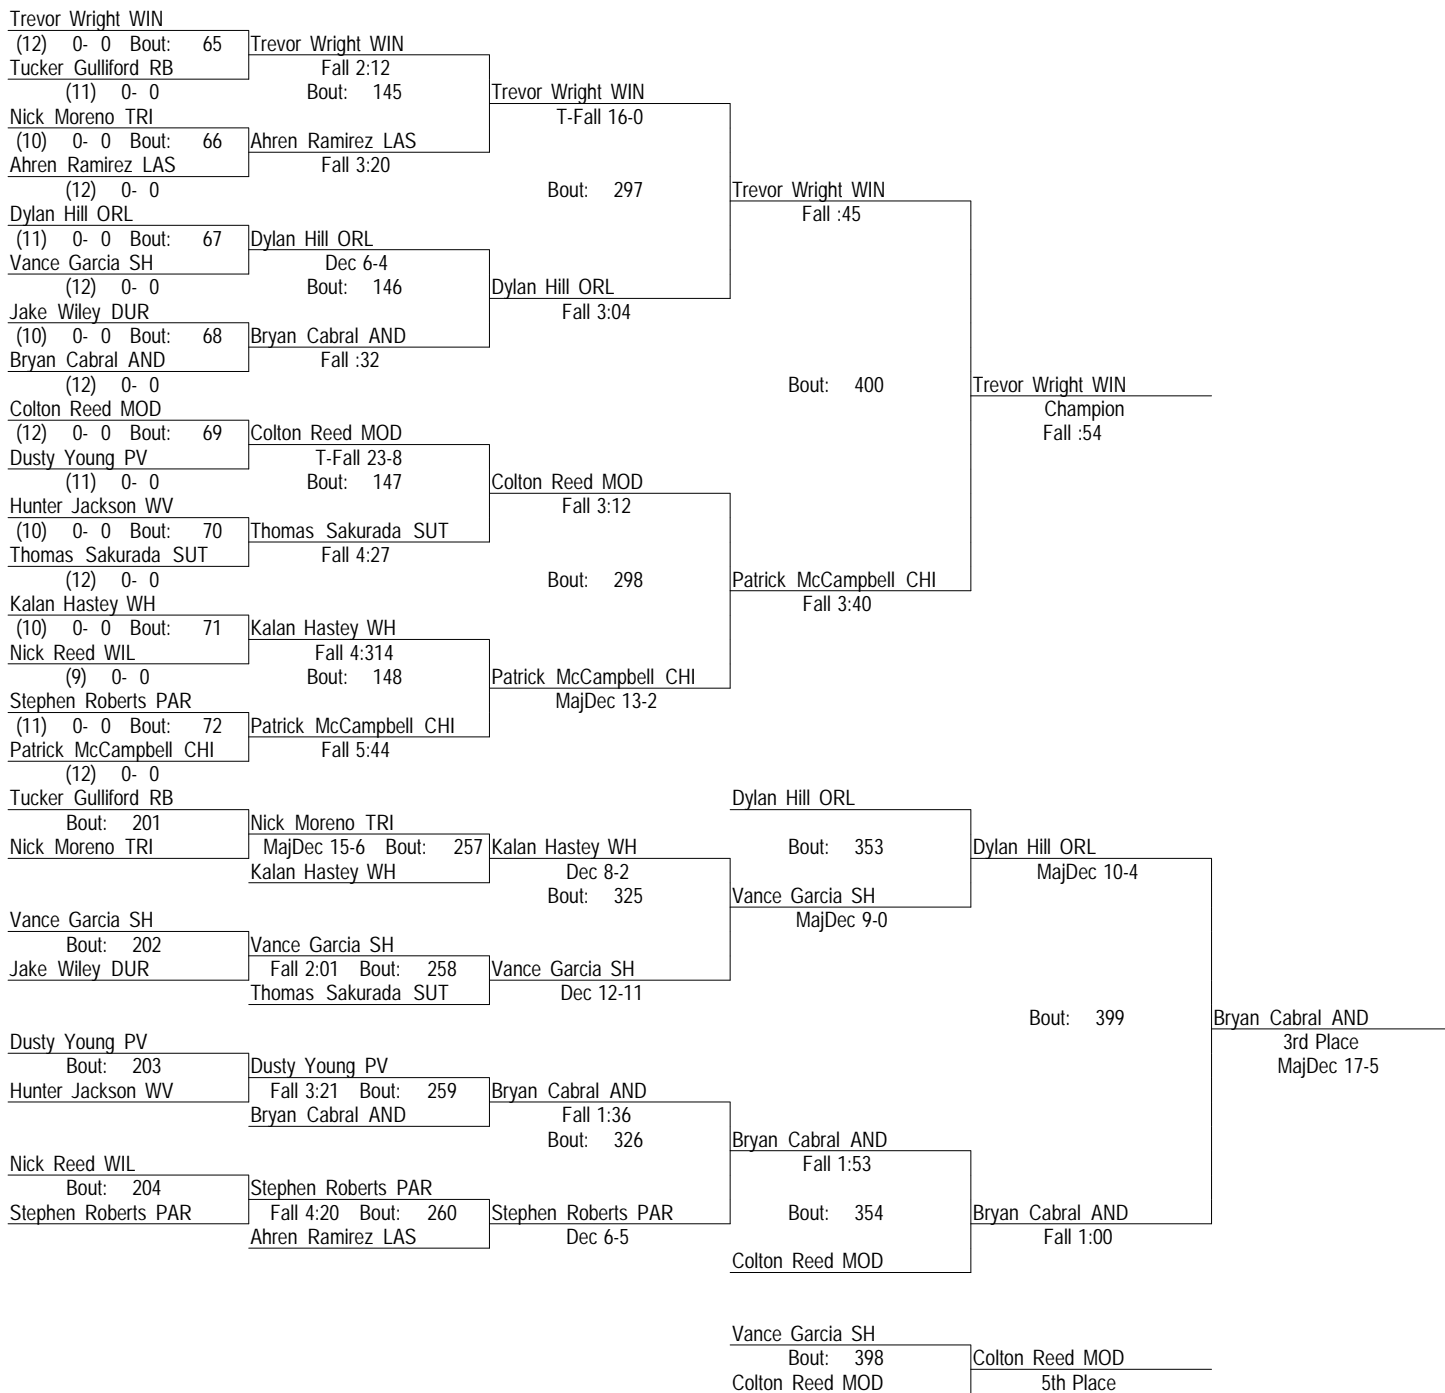 Trevor Wright WIN
(12) 0- 0 Bout: 65 Trevor Wright WIN
Tucker Gulliford RB Fall 2:12
(11) 0- 0 Bout: 145 Trevor Wright WIN
Nick Moreno TRI T-Fall 16-0
(10) 0- 0 Bout: 66 Ahren Ramirez LAS
Ahren Ramirez LAS Fall 3:20
(12) 0- 0 Bout: 297 Trevor Wright WIN
Dylan Hill ORL Fall :45
(11) 0- 0 Bout: 67 Dylan Hill ORL
Vance Garcia SH Dec 6-4
(12) 0- 0 Bout: 146 Dylan Hill ORL
Jake Wiley DUR Fall 3:04
(10) 0- 0 Bout: 68 Bryan Cabral AND
Bryan Cabral AND Fall :32
(12) 0- 0 Bout: 400 Trevor Wright WIN
Colton Reed MOD Champion
(12) 0- 0 Bout: 69 Colton Reed MOD Fall :54
Dusty Young PV T-Fall 23-8
(11) 0- 0 Bout: 147 Colton Reed MOD
Hunter Jackson WV Fall 3:12
(10) 0- 0 Bout: 70 Thomas Sakurada SUT
Thomas Sakurada SUT Fall 4:27
(12) 0- 0 Bout: 298 Patrick McCampbell CHI
Kalan Hastey WH Fall 3:40
(10) 0- 0 Bout: 71 Kalan Hastey WH
Nick Reed WIL Fall 4:314
(9) 0- 0 Bout: 148 Patrick McCampbell CHI
Stephen Roberts PAR MajDec 13-2
(11) 0- 0 Bout: 72 Patrick McCampbell CHI
Patrick McCampbell CHI Fall 5:44
(12) 0- 0
Tucker Gulliford RB Dylan Hill ORL
Bout: 201 Nick Moreno TRI
Nick Moreno TRI MajDec 15-6 Bout: 257 Kalan Hastey WH Bout: 353 Dylan Hill ORL
Kalan Hastey WH Dec 8-2 MajDec 10-4
Bout: 325 Vance Garcia SH
Vance Garcia SH MajDec 9-0
Bout: 202 Vance Garcia SH
Jake Wiley DUR Fall 2:01 Bout: 258 Vance Garcia SH
Thomas Sakurada SUT Dec 12-11
Bout: 399 Bryan Cabral AND
Dusty Young PV 3rd Place
Bout: 203 Dusty Young PV MajDec 17-5
Hunter Jackson WV Fall 3:21 Bout: 259 Bryan Cabral AND
Bryan Cabral AND Fall 1:36
Bout: 326 Bryan Cabral AND
Nick Reed WIL Fall 1:53
Bout: 204 Stephen Roberts PAR
Stephen Roberts PAR Fall 4:20 Bout: 260 Stephen Roberts PAR Bout: 354 Bryan Cabral AND
Ahren Ramirez LAS Dec 6-5 Fall 1:00
Colton Reed MOD
Vance Garcia SH
Bout: 398 Colton Reed MOD
Colton Reed MOD 5th Place